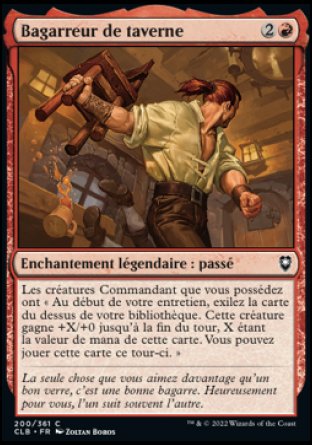 Bagarreur de taverne 2
Enchantement légendaire : passé
Les créatures Commandant que vous possédez
ont « Au début de votre entretien, exilez la carte
du dessus de votre bibliothèque. Cette créature
gagne +X/+0 jusqu'à la fin du tour, X étant
la valeur de mana de cette carte. Vous pouvez
jouer cette carte ce tour-ci. »
La seule chose que vous aimez davantage qu'un
bon verre, c'est une bonne bagarre. Heureusement
pour vous, l'un suit souvent l'autre.
200/361 C
CLB • FR Zoltan Boros
™ & © 2022 Wizards of the Coast